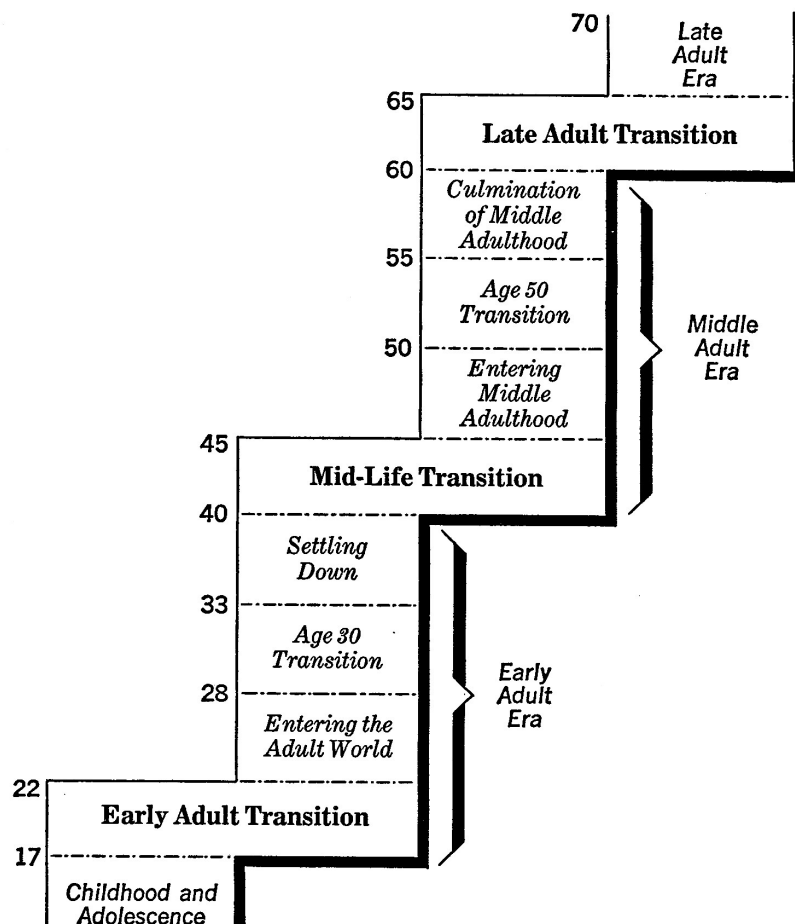 70
Late
Adult
Era
65
Late Adult Transition
60
Culmination
of Middle
Adulthood
55
Age 50
Transition
50
Middle
Adult
Era
Entering
Middle
Adulthood
45
Mid-Life Transition
40
Settling
Down
33
Age 30
Transition
28
Early
Adult
Era
Entering the
Adult World
22
Early Adult Transition
17
Childhood and
Adolescence